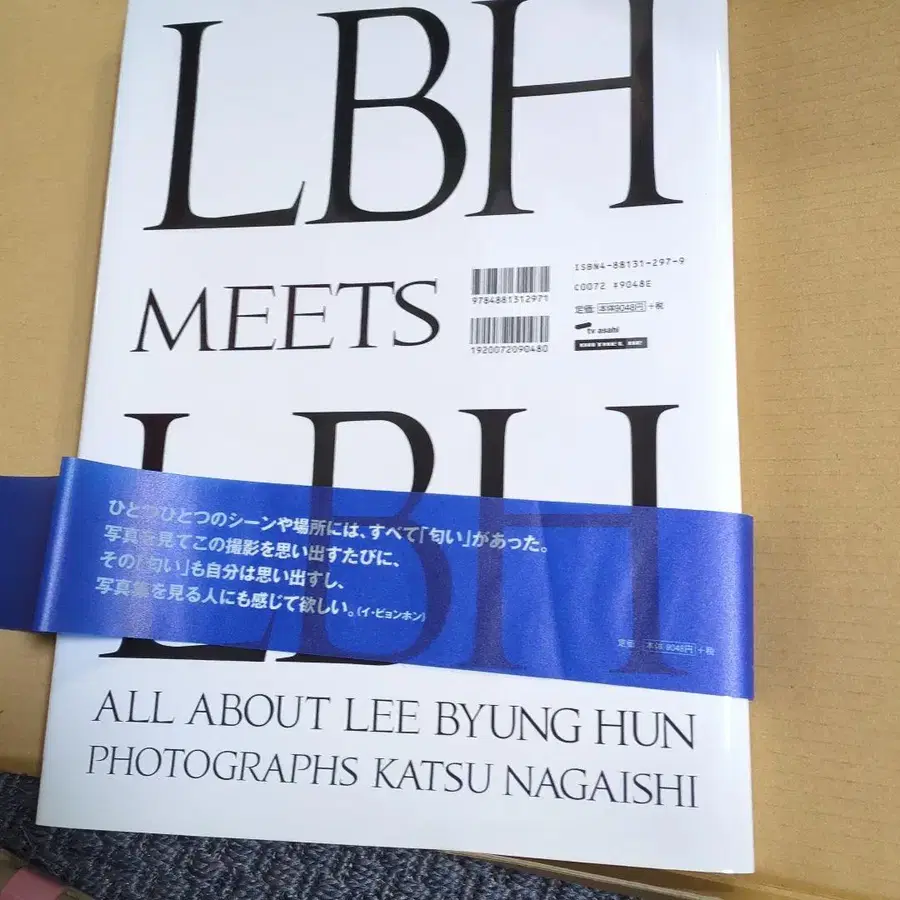 LBH
MEETS
9784881312971
1920072090480
ISBN4-88131-297-9
C0072 ¥9048E
定価: 本体9048円 +税
tv asahi
LBH
ひとつひとつのシーンや場所には、すべて「匂い」があった。
写真を見てこの撮影を思い出すたびに、
その「匂い」も自分は思い出すし、
写真集を見る人にも感じて欲しい。(イ・ビョンホン)
定価 本体 9048円 +税
ALL ABOUT LEE BYUNG HUN
PHOTOGRAPHS KATSU NAGAISHI